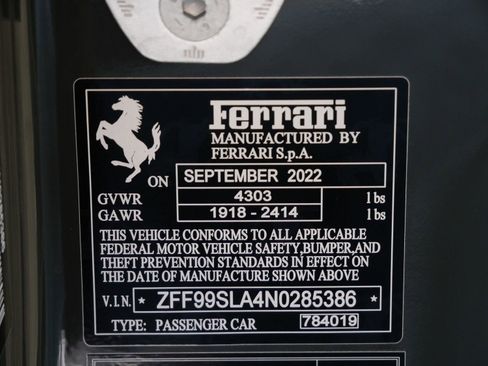 Ferrari
MANUFACTURED BY
FERRARI S.p.A.
ON SEPTEMBER 2022
GVWR 4303 lbs
GAWR 1918 - 2414 lbs
THIS VEHICLE CONFORMS TO ALL APPLICABLE
FEDERAL MOTOR VEHICLE SAFETY,BUMPER,AND
THEFT PREVENTION STANDARDS IN EFFECT ON
THE DATE OF MANUFACTURE SHOWN ABOVE
V.I.N. * ZFF99SLA4N0285386 *
TYPE: PASSENGER CAR 784019